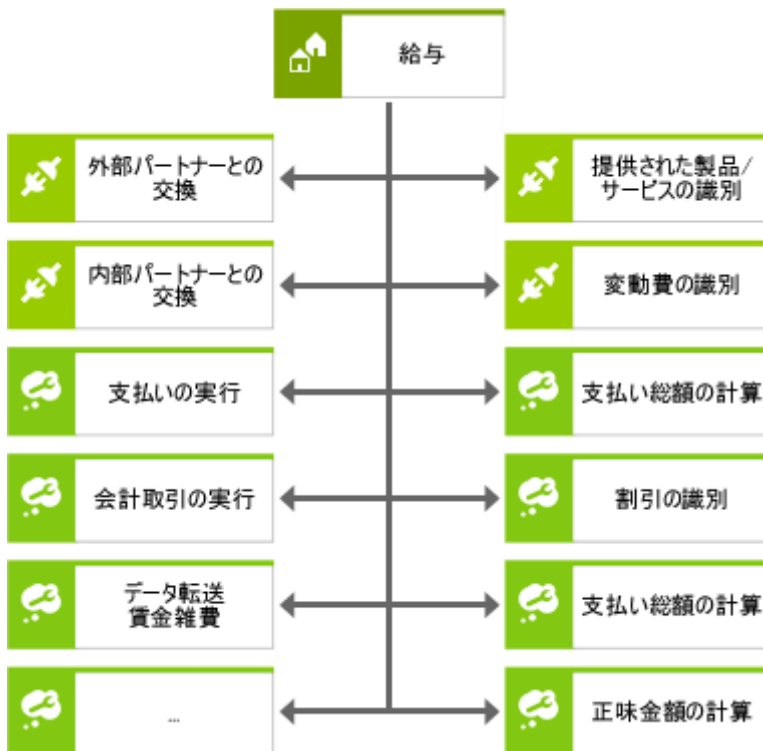 給与
外部パートナーとの
交換
提供された製品/
サービスの識別
内部パートナーとの
交換
変動費の識別
支払いの実行
支払い総額の計算
会計取引の実行
割引の識別
データ転送
賃金雑費
支払い総額の計算
...
正味金額の計算